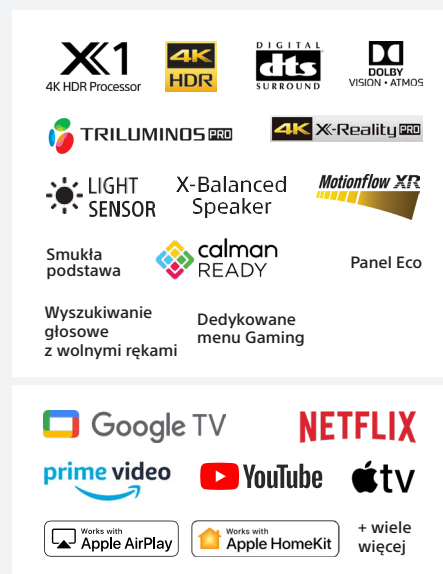 X1
4K HDR Processor
4K
HDR
DIGITAL
dts
SURROUND
DOLBY
VISION • ATMOS
TRILUMINOS PRO
4K X-Reality PRO
LIGHT
SENSOR
X-Balanced
Speaker
Motionflow XR
Smukła
podstawa
calman
READY
Panel Eco
Wyszukiwanie
głosowe
z wolnymi rękami
Dedykowane
menu Gaming
Google TV
NETFLIX
prime video
YouTube
tv
Works with
Apple AirPlay
Works with
Apple HomeKit
+ wiele
więcej